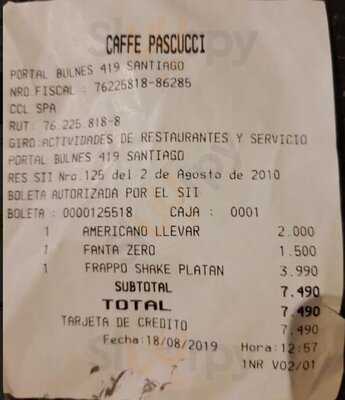 CAFFE PASCUCCI
PORTAL BULNES 419 SANTIAGO
NRO FISCAL : 76225818-86285
CCL SPA
RUT: 76.225.818-8
GIRO:ACTIVIDADES DE RESTAURANTES Y SERVICIO
PORTAL BULNES 419 SANTIAGO
RES SII Nro.125 del 2 de Agosto de 2010
BOLETA AUTORIZADA POR EL SII
BOLETA : 0000125518 CAJA : 0001
1 AMERICANO LLEVAR 2.000
1 FANTA ZERO 1.500
1 FRAPPO SHAKE PLATAN 3.990
SUBTOTAL 7.490
TOTAL 7.490
TARJETA DE CREDITO 7.490
Fecha:18/08/2019 Hora:12:57
1NR V02/01